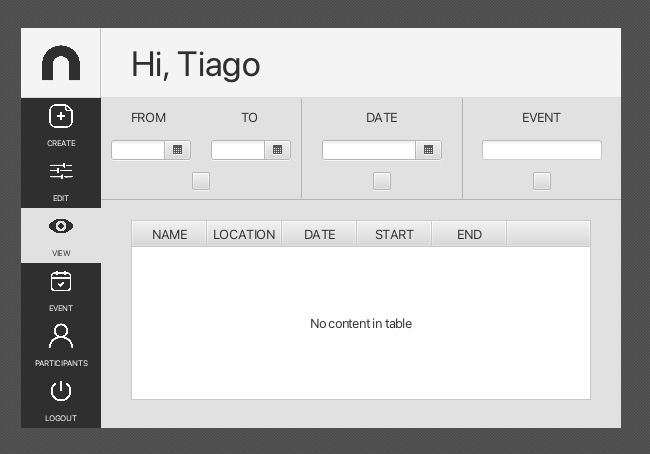 Hi, Tiago
FROM TO DATE EVENT
CREATE
EDIT
VIEW
EVENT
PARTICIPANTS
LOGOUT
NAME LOCATION DATE START END
No content in table